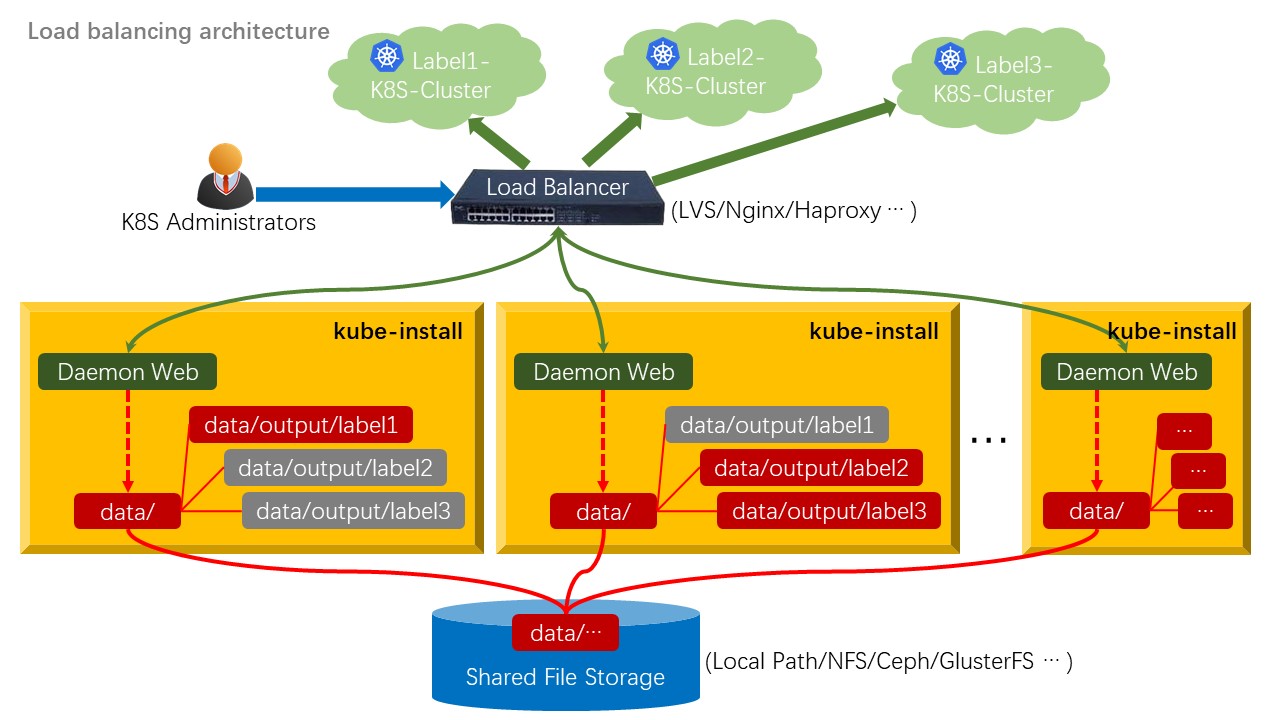 Load balancing architecture
Label1-
K8S-Cluster
Label2-
K8S-Cluster
Label3-
K8S-Cluster
Load Balancer
(LVS/Nginx/Haproxy ··· )
K8S Administrators
kube-install
Daemon Web
data/output/label1
data/output/label2
data/output/label3
data/
kube-install
Daemon Web
data/output/label1
data/output/label2
data/output/label3
data/
...
kube-install
Daemon Web
···
···
···
data/
data/···
Shared File Storage
(Local Path/NFS/Ceph/GlusterFS ··· )